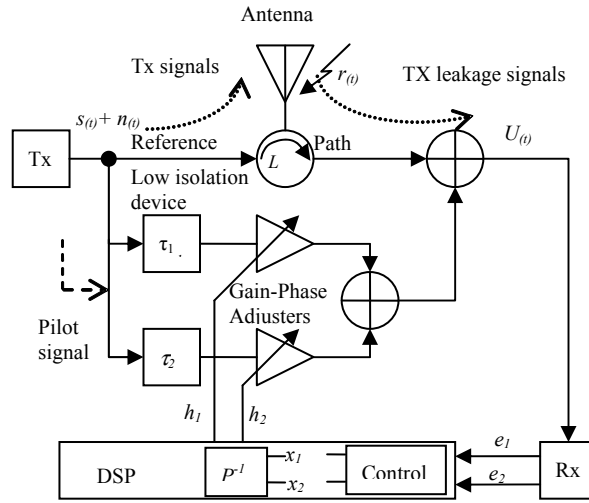 Antenna
Tx signals
r(t)
TX leakage signals
s(t)+ n(t)
U(t)
Tx
Reference
L
Path
Low isolation
device
τ1 .
Gain-Phase
Adjusters
Pilot
signal
τ2
h1
h2
e1
e2
DSP
P-1
x1
x2
Control
Rx